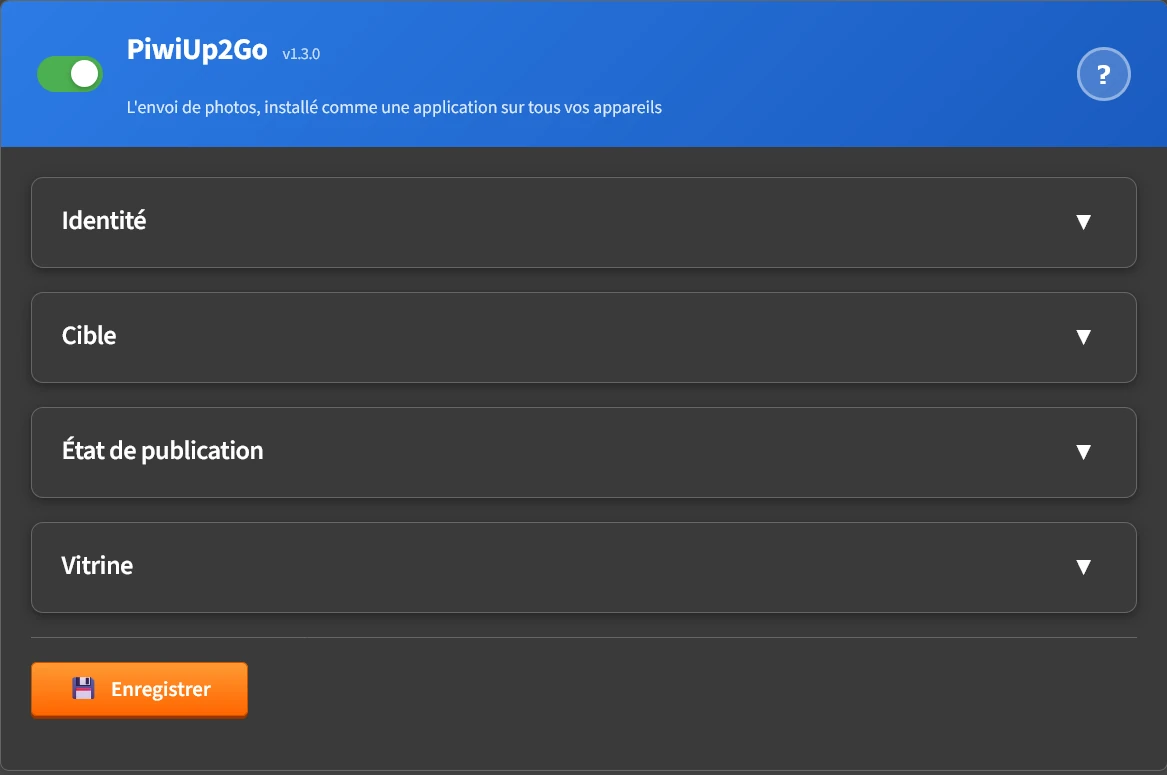 PiwiUp2Go v1.3.0
L'envoi de photos, installé comme une application sur tous vos appareils
?
Identité ▼
Cible ▼
État de publication ▼
Vitrine ▼
Enregistrer